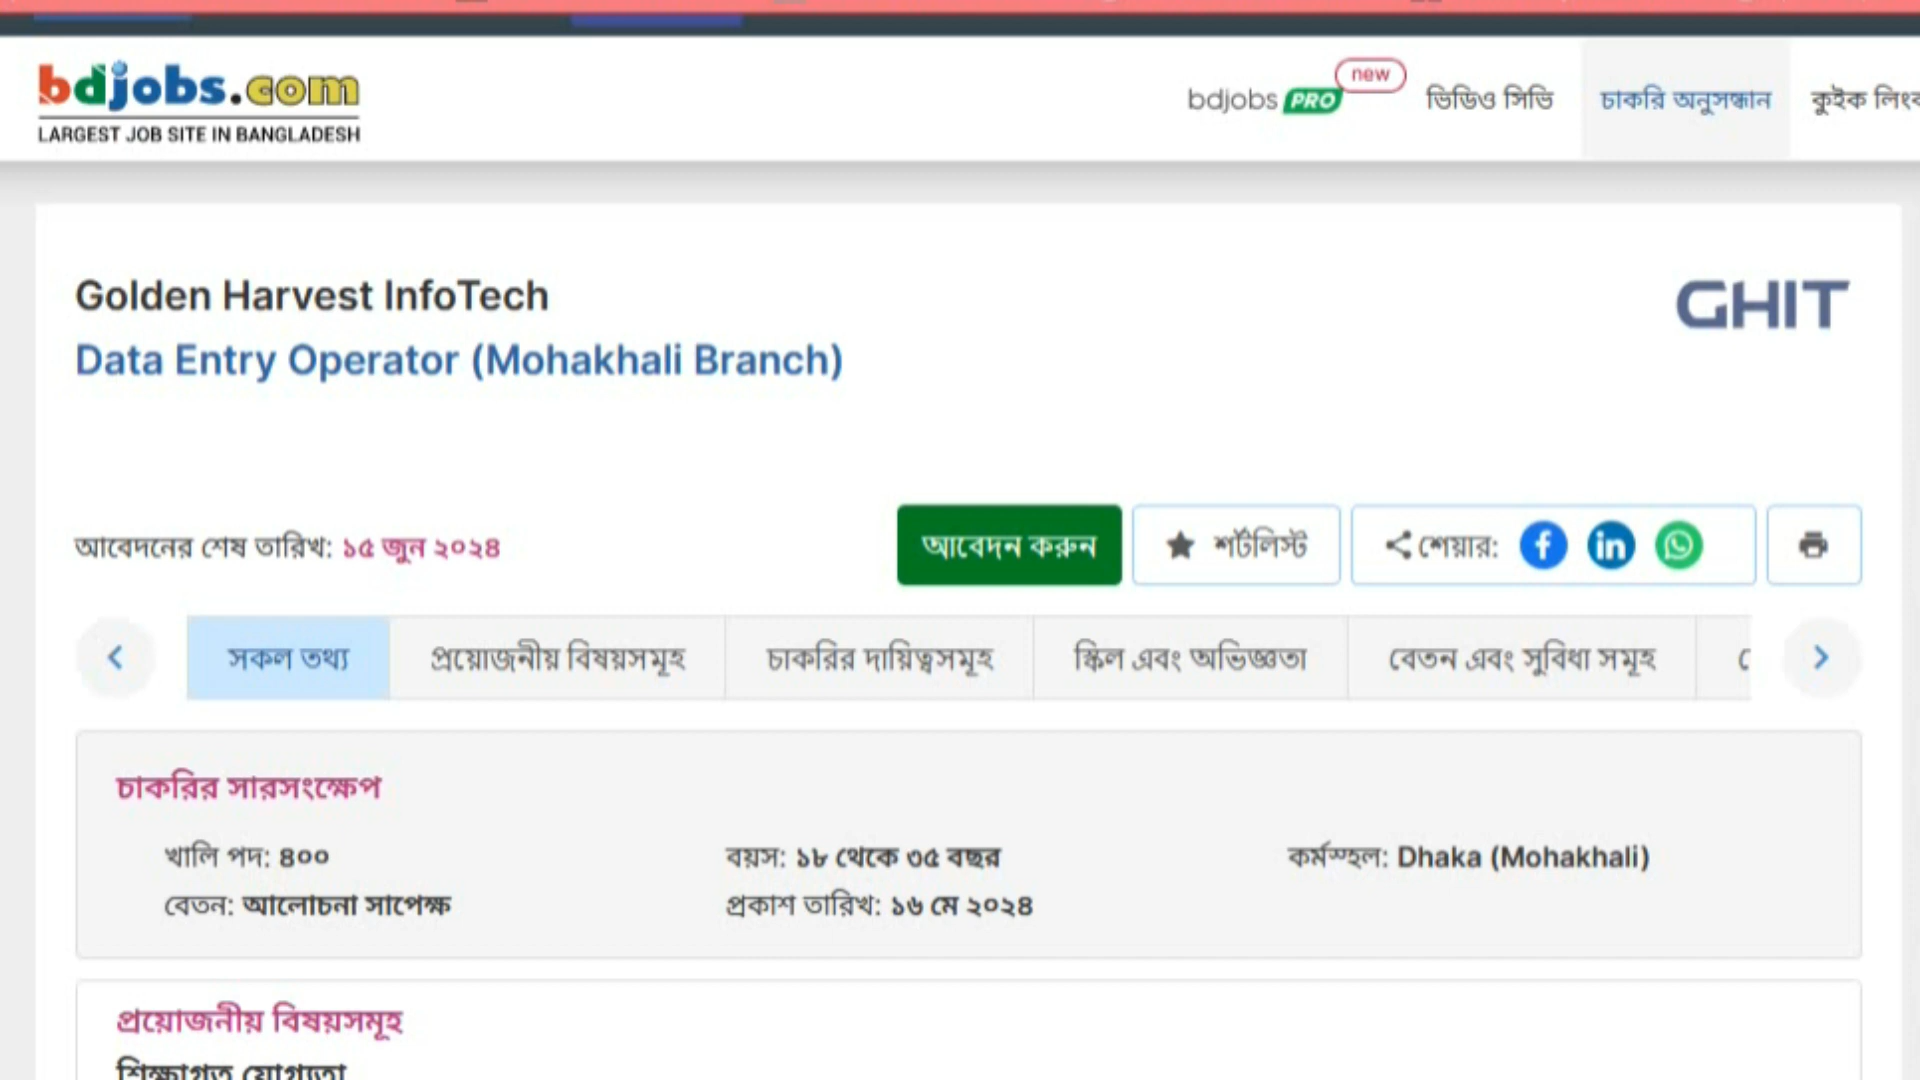 bdjobs.com
LARGEST JOB SITE IN BANGLADESH
bdjobs PRO new
ভিডিও সিভি
চাকরি অনুসন্ধান
কুইক
Golden Harvest InfoTech
GHIT
Data Entry Operator (Mohakhali Branch)
আবেদনের শেষ তারিখ: ১৫ জুন ২০২৪
আবেদন করুন
শর্টলিস্ট
শেয়ার:
সকল তথ্য
প্রয়োজনীয় বিষয়সমূহ
চাকরির দায়িত্বসমূহ
স্কিল এবং অভিজ্ঞতা
বেতন এবং সুবিধা সমূহ
চাকরির সারসংক্ষেপ
খালি পদ: ৪০০
বয়স: ১৮ থেকে ৩৫ বছর
কর্মস্হল: Dhaka (Mohakhali)
বেতন: আলোচনা সাপেক্ষ
প্রকাশ তারিখ: ১৬ মে ২০২৪
প্রয়োজনীয় বিষয়সমূহ
শিক্ষাগত যোগ্যতা